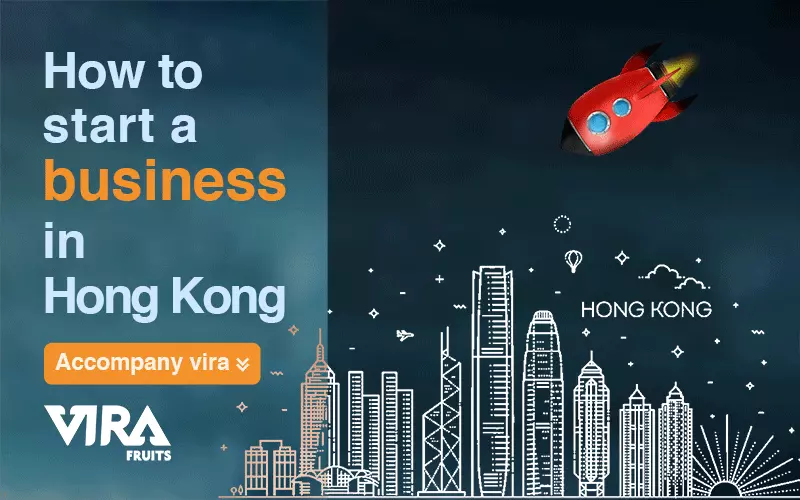 How to
start a
business
in
Hong Kong
Accompany vira
VIRA
FRUITS
HONG KONG